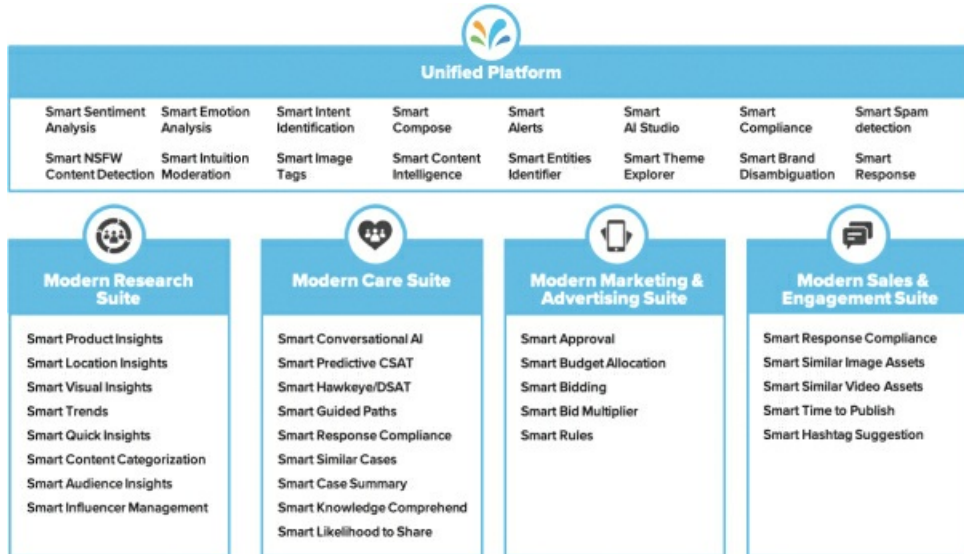 Unified Platform
Smart Sentiment Analysis
Smart Emotion Analysis
Smart Intent Identification
Smart Compose
Smart Alerts
Smart AI Studio
Smart Compliance
Smart Spam detection
Smart NSFW Content Detection
Smart Intuition Moderation
Smart Image Tags
Smart Content Intelligence
Smart Entities Identifier
Smart Theme Explorer
Smart Brand Disambiguation
Smart Response
Modern Research
Suite
Smart Product Insights
Smart Location Insights
Smart Visual Insights
Smart Trends
Smart Quick Insights
Smart Content Categorization
Smart Audience Insights
Smart Influencer Management
Modern Care Suite
Smart Conversational AI
Smart Predictive CSAT
Smart Hawkeye/DSAT
Smart Guided Paths
Smart Response Compliance
Smart Similar Cases
Smart Case Summary
Smart Knowledge Comprehend
Smart Likelihood to Share
Modern Marketing &
Advertising Suite
Smart Approval
Smart Budget Allocation
Smart Bidding
Smart Bid Multiplier
Smart Rules
Modern Sales &
Engagement Suite
Smart Response Compliance
Smart Similar Image Assets
Smart Similar Video Assets
Smart Time to Publish
Smart Hashtag Suggestion